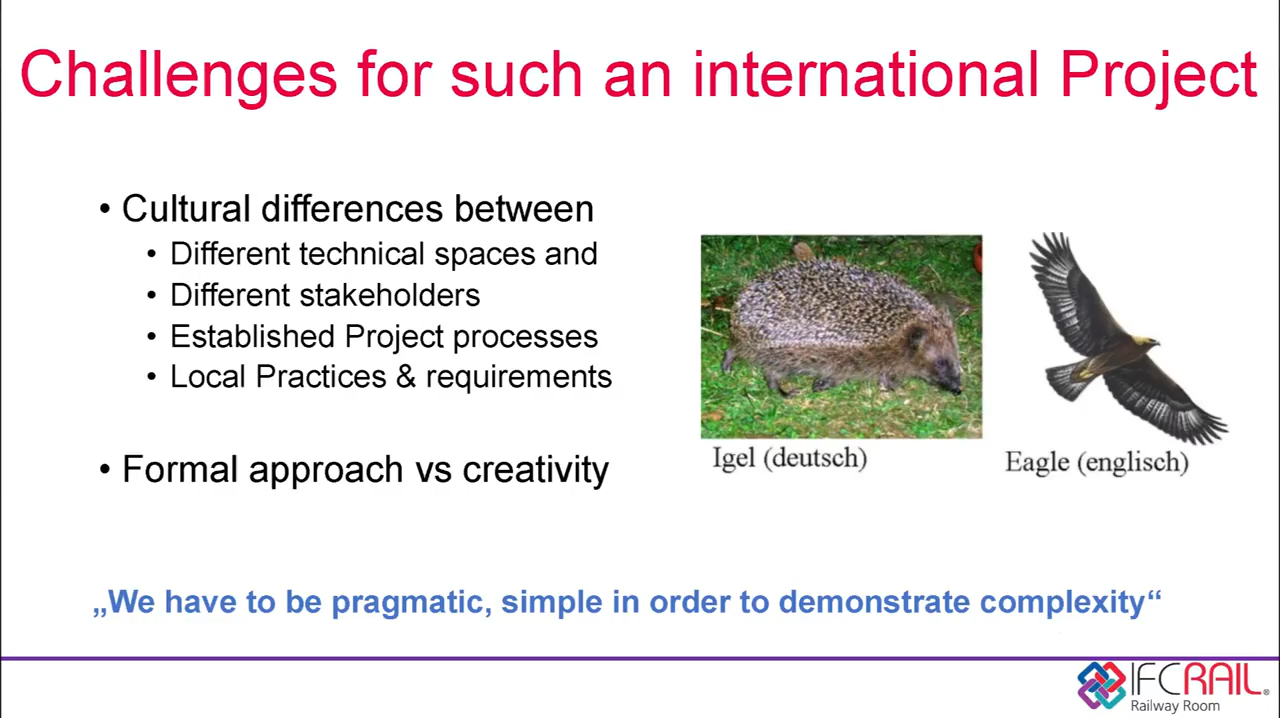 Challenges for such an international Project
• Cultural differences between
• Different technical spaces and
• Different stakeholders
• Established Project processes
• Local Practices & requirements
• Formal approach vs creativity
Igel (deutsch)
Eagle (englisch)
„We have to be pragmatic, simple in order to demonstrate complexity“
IFCRAIL®
Railway Room